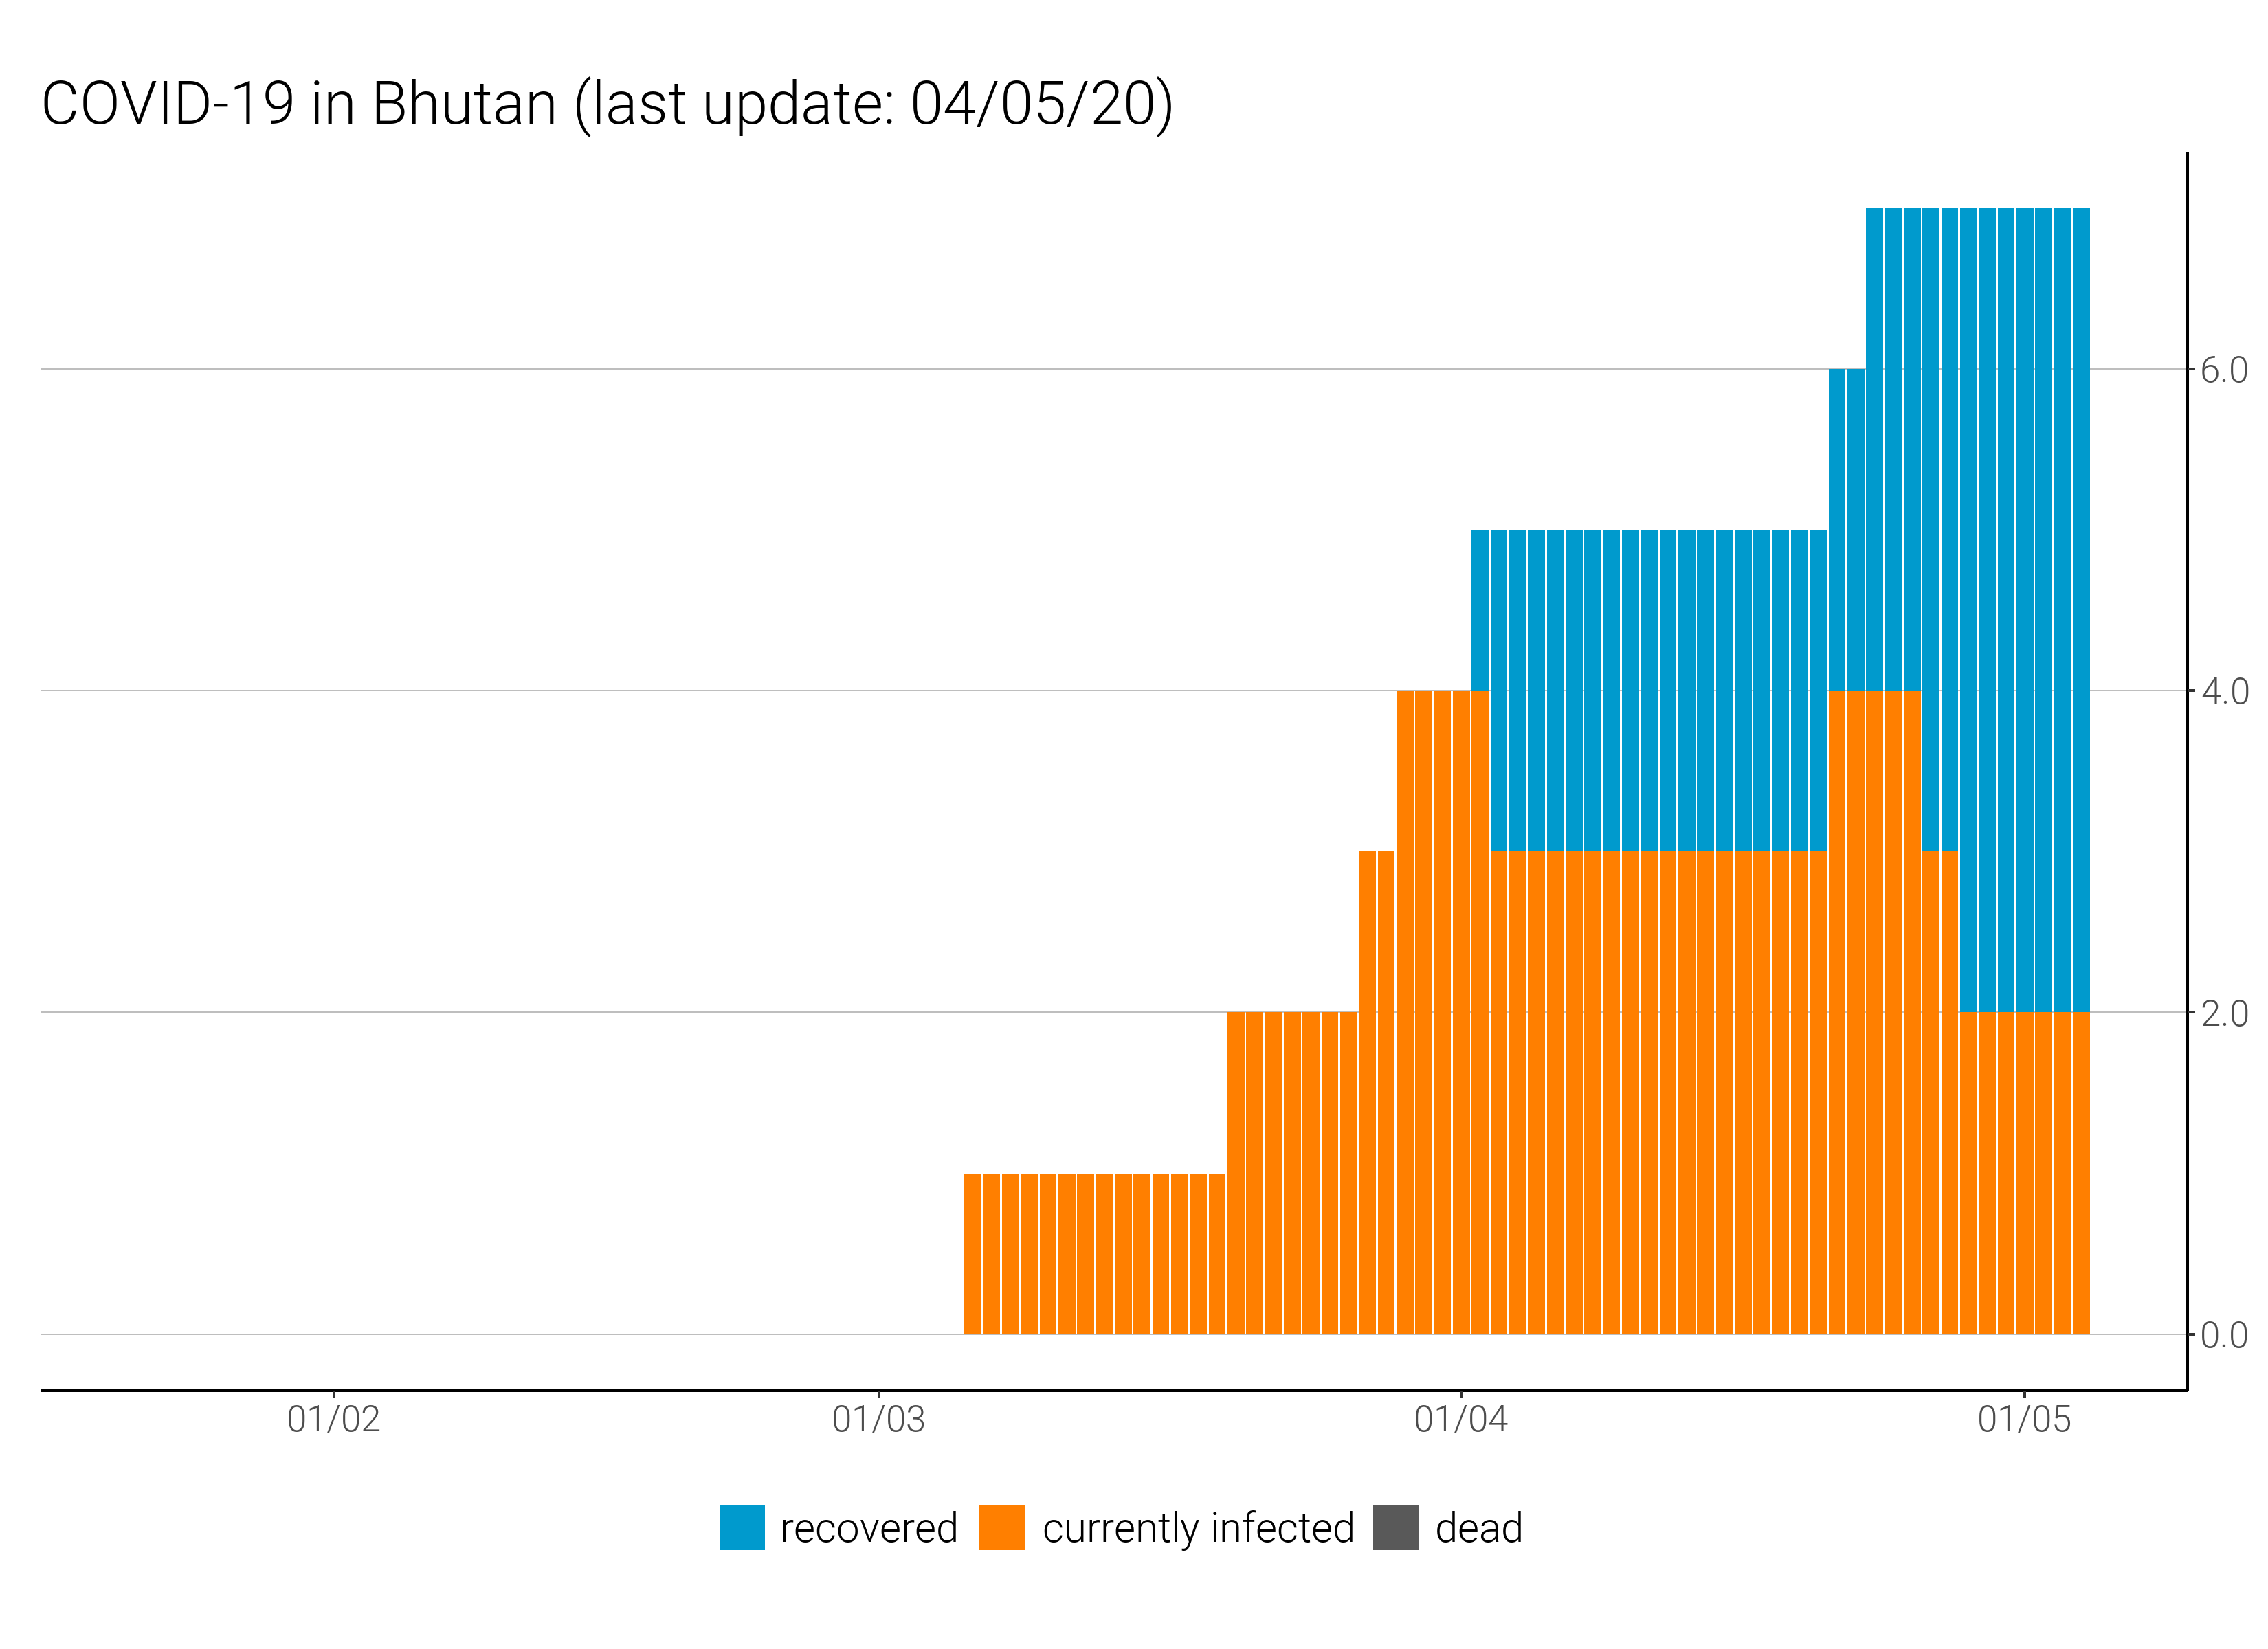 COVID-19 in Bhutan (last update: 04/05/20)
6.0
4.0
2.0
0.0
01/02 01/03 01/04 01/05
recovered currently infected dead